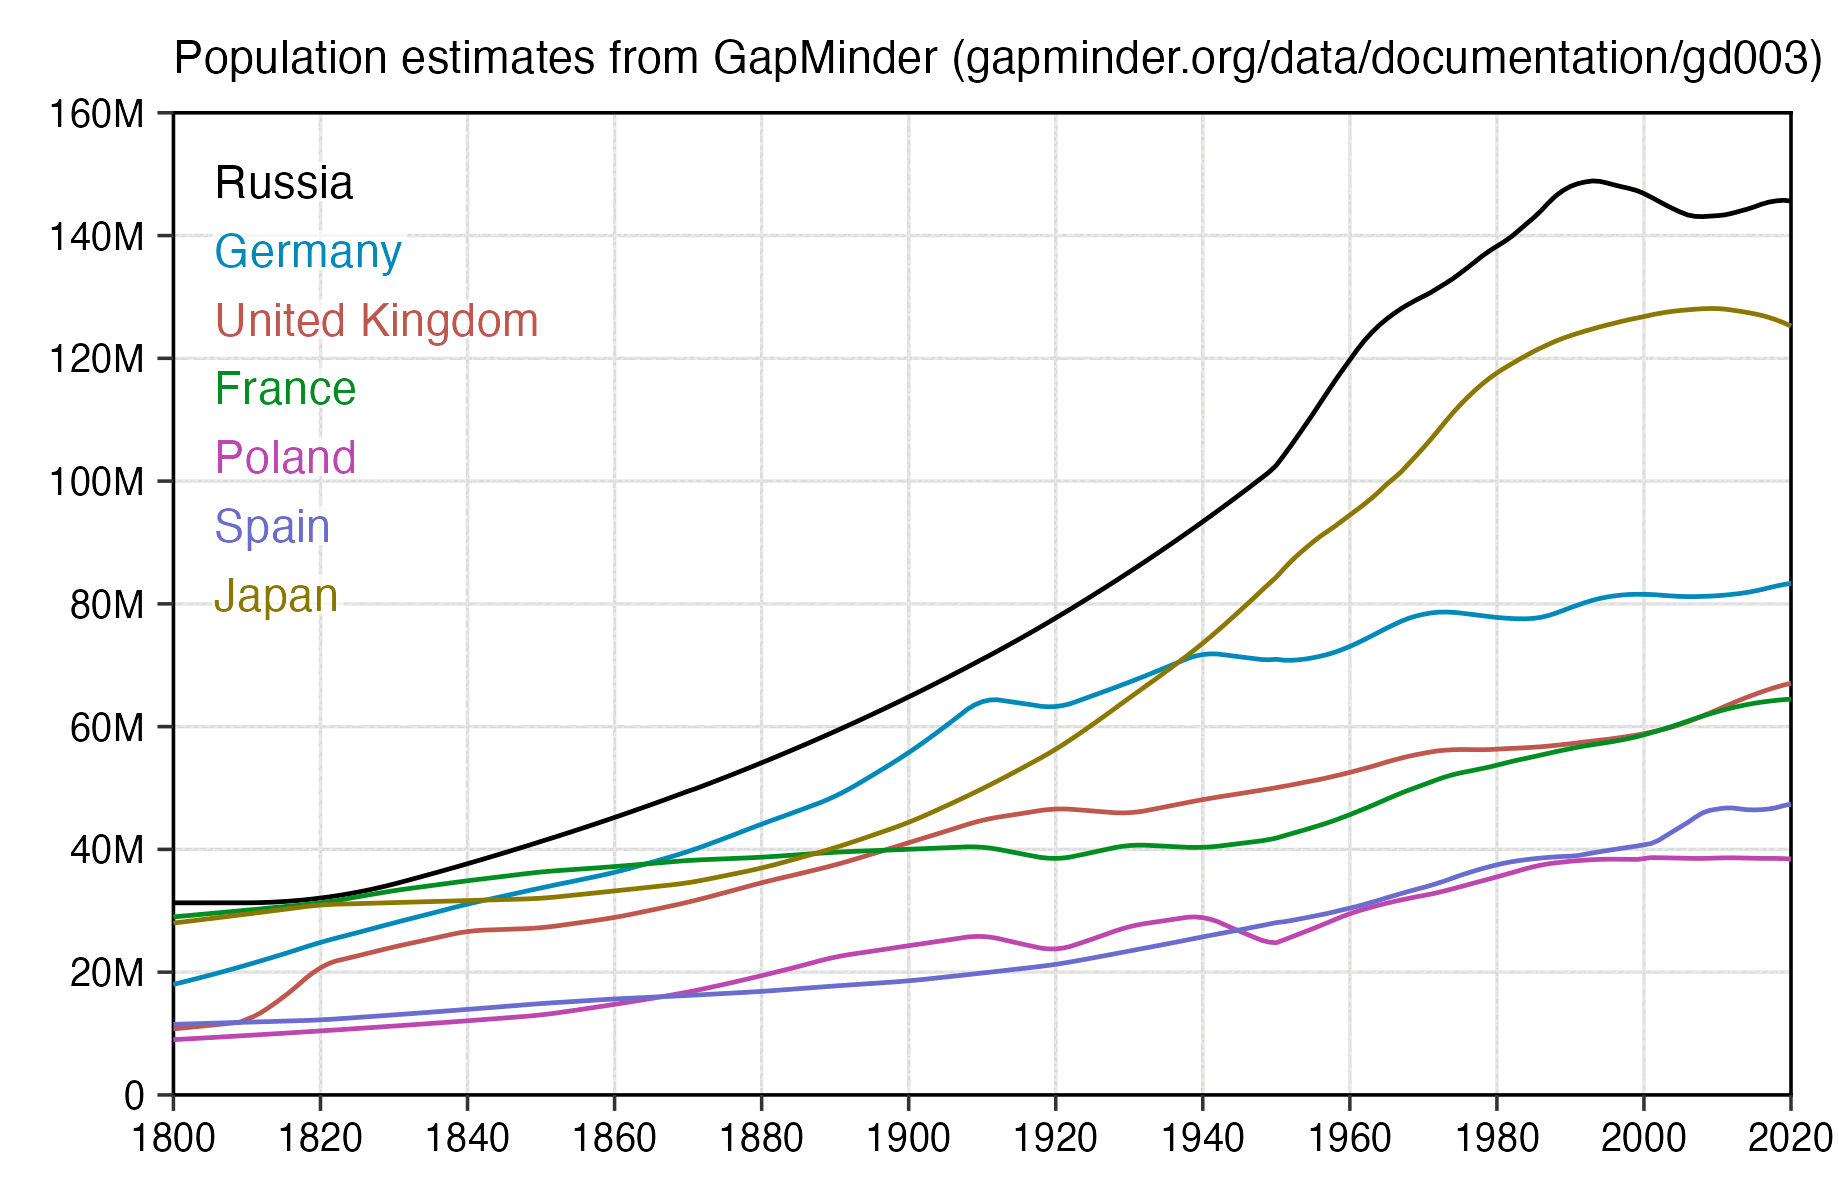 Population estimates from GapMinder (gapminder.org/data/documentation/gd003)
160M
140M
120M
100M
80M
60M
40M
20M
0
Russia
Germany
United Kingdom
France
Poland
Spain
Japan
1800 1820 1840 1860 1880 1900 1920 1940 1960 1980 2000 2020